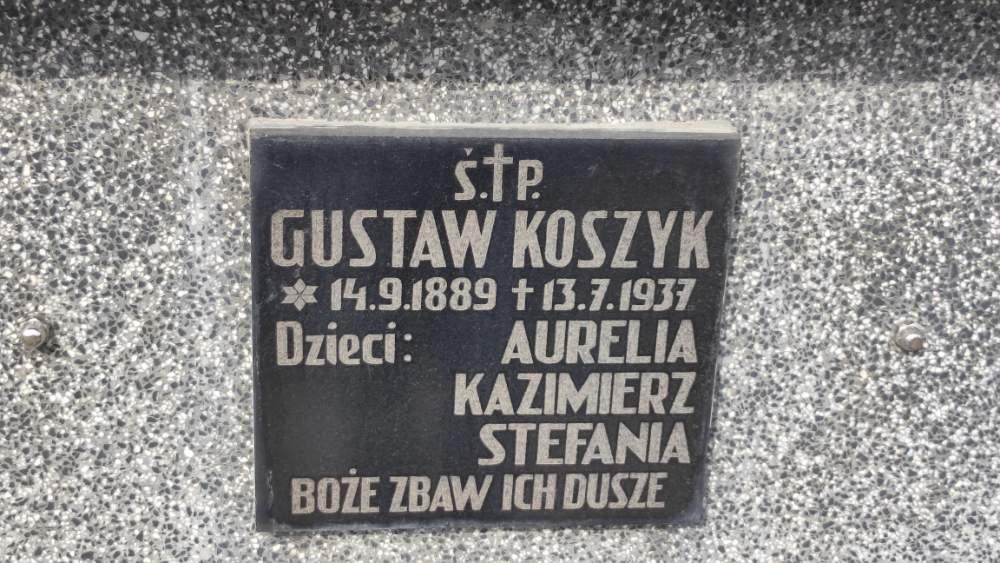 Ś.†P.
GUSTAW KOSZYK
* 14.9.1889 † 13.7.1937
Dzieci: AURELIA
KAZIMIERZ
STEFANIA
BOŻE ZBAW ICH DUSZE